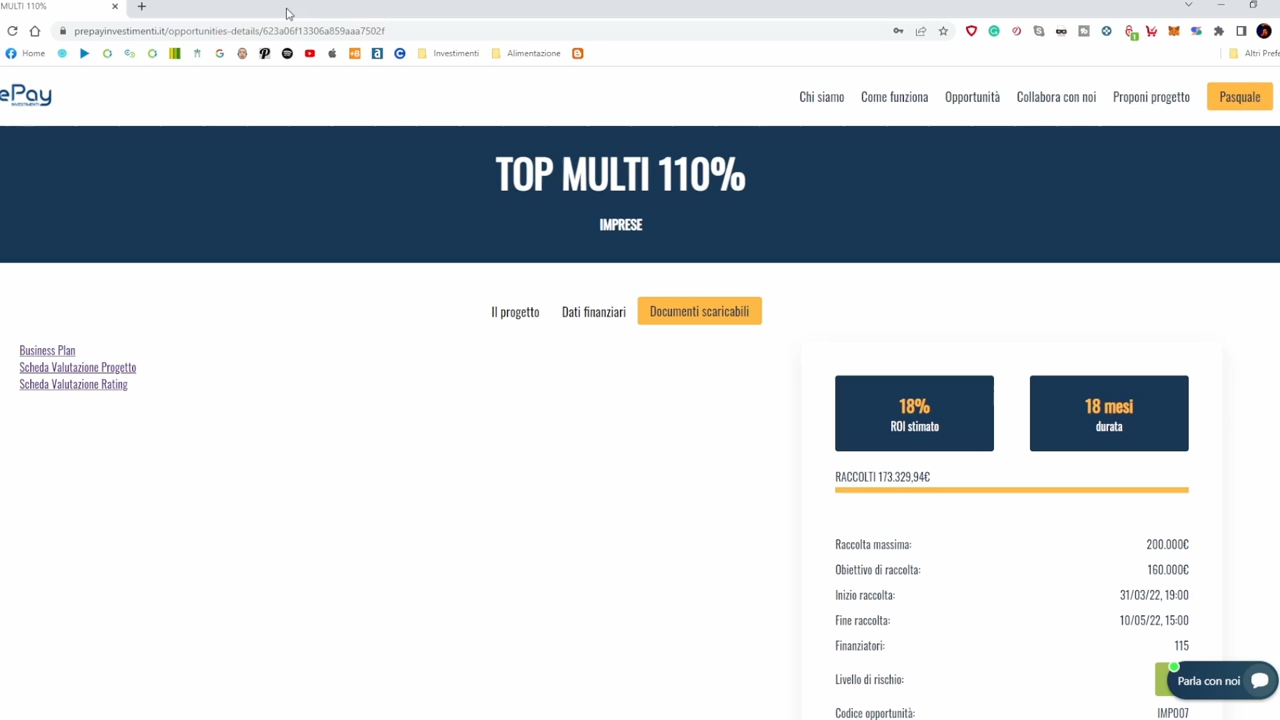 MULTI 110%
prepayinvestimenti.it/opportunities-details/623a06f13306a859aaa7502f
Home
Investimenti
Alimentazione
Altri Prefe
ePay
INVESTIMENTI
Chi siamo
Come funziona
Opportunità
Collabora con noi
Proponi progetto
Pasquale
TOP MULTI 110%
IMPRESE
Il progetto
Dati finanziari
Documenti scaricabili
Business Plan
Scheda Valutazione Progetto
Scheda Valutazione Rating
18%
ROI stimato
18 mesi
durata
RACCOLTI 173.329,94€
Raccolta massima: 200.000€
Obiettivo di raccolta: 160.000€
Inizio raccolta: 31/03/22, 19:00
Fine raccolta: 10/05/22, 15:00
Finanziatori: 115
Livello di rischio:
Parla con noi
Codice opportunità: IMP007